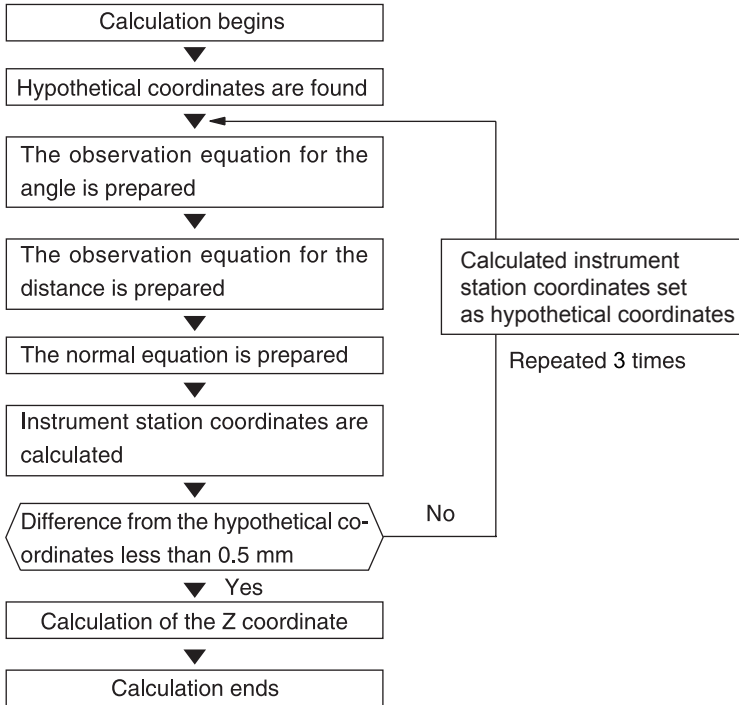 Calculation begins
Hypothetical coordinates are found
The observation equation for the
angle is prepared
The observation equation for the
distance is prepared
The normal equation is prepared
Instrument station coordinates are
calculated
Difference from the hypothetical co-
ordinates less than 0.5 mm
No
Calculated instrument
station coordinates set
as hypothetical coordinates
Repeated 3 times
Yes
Calculation of the Z coordinate
Calculation ends